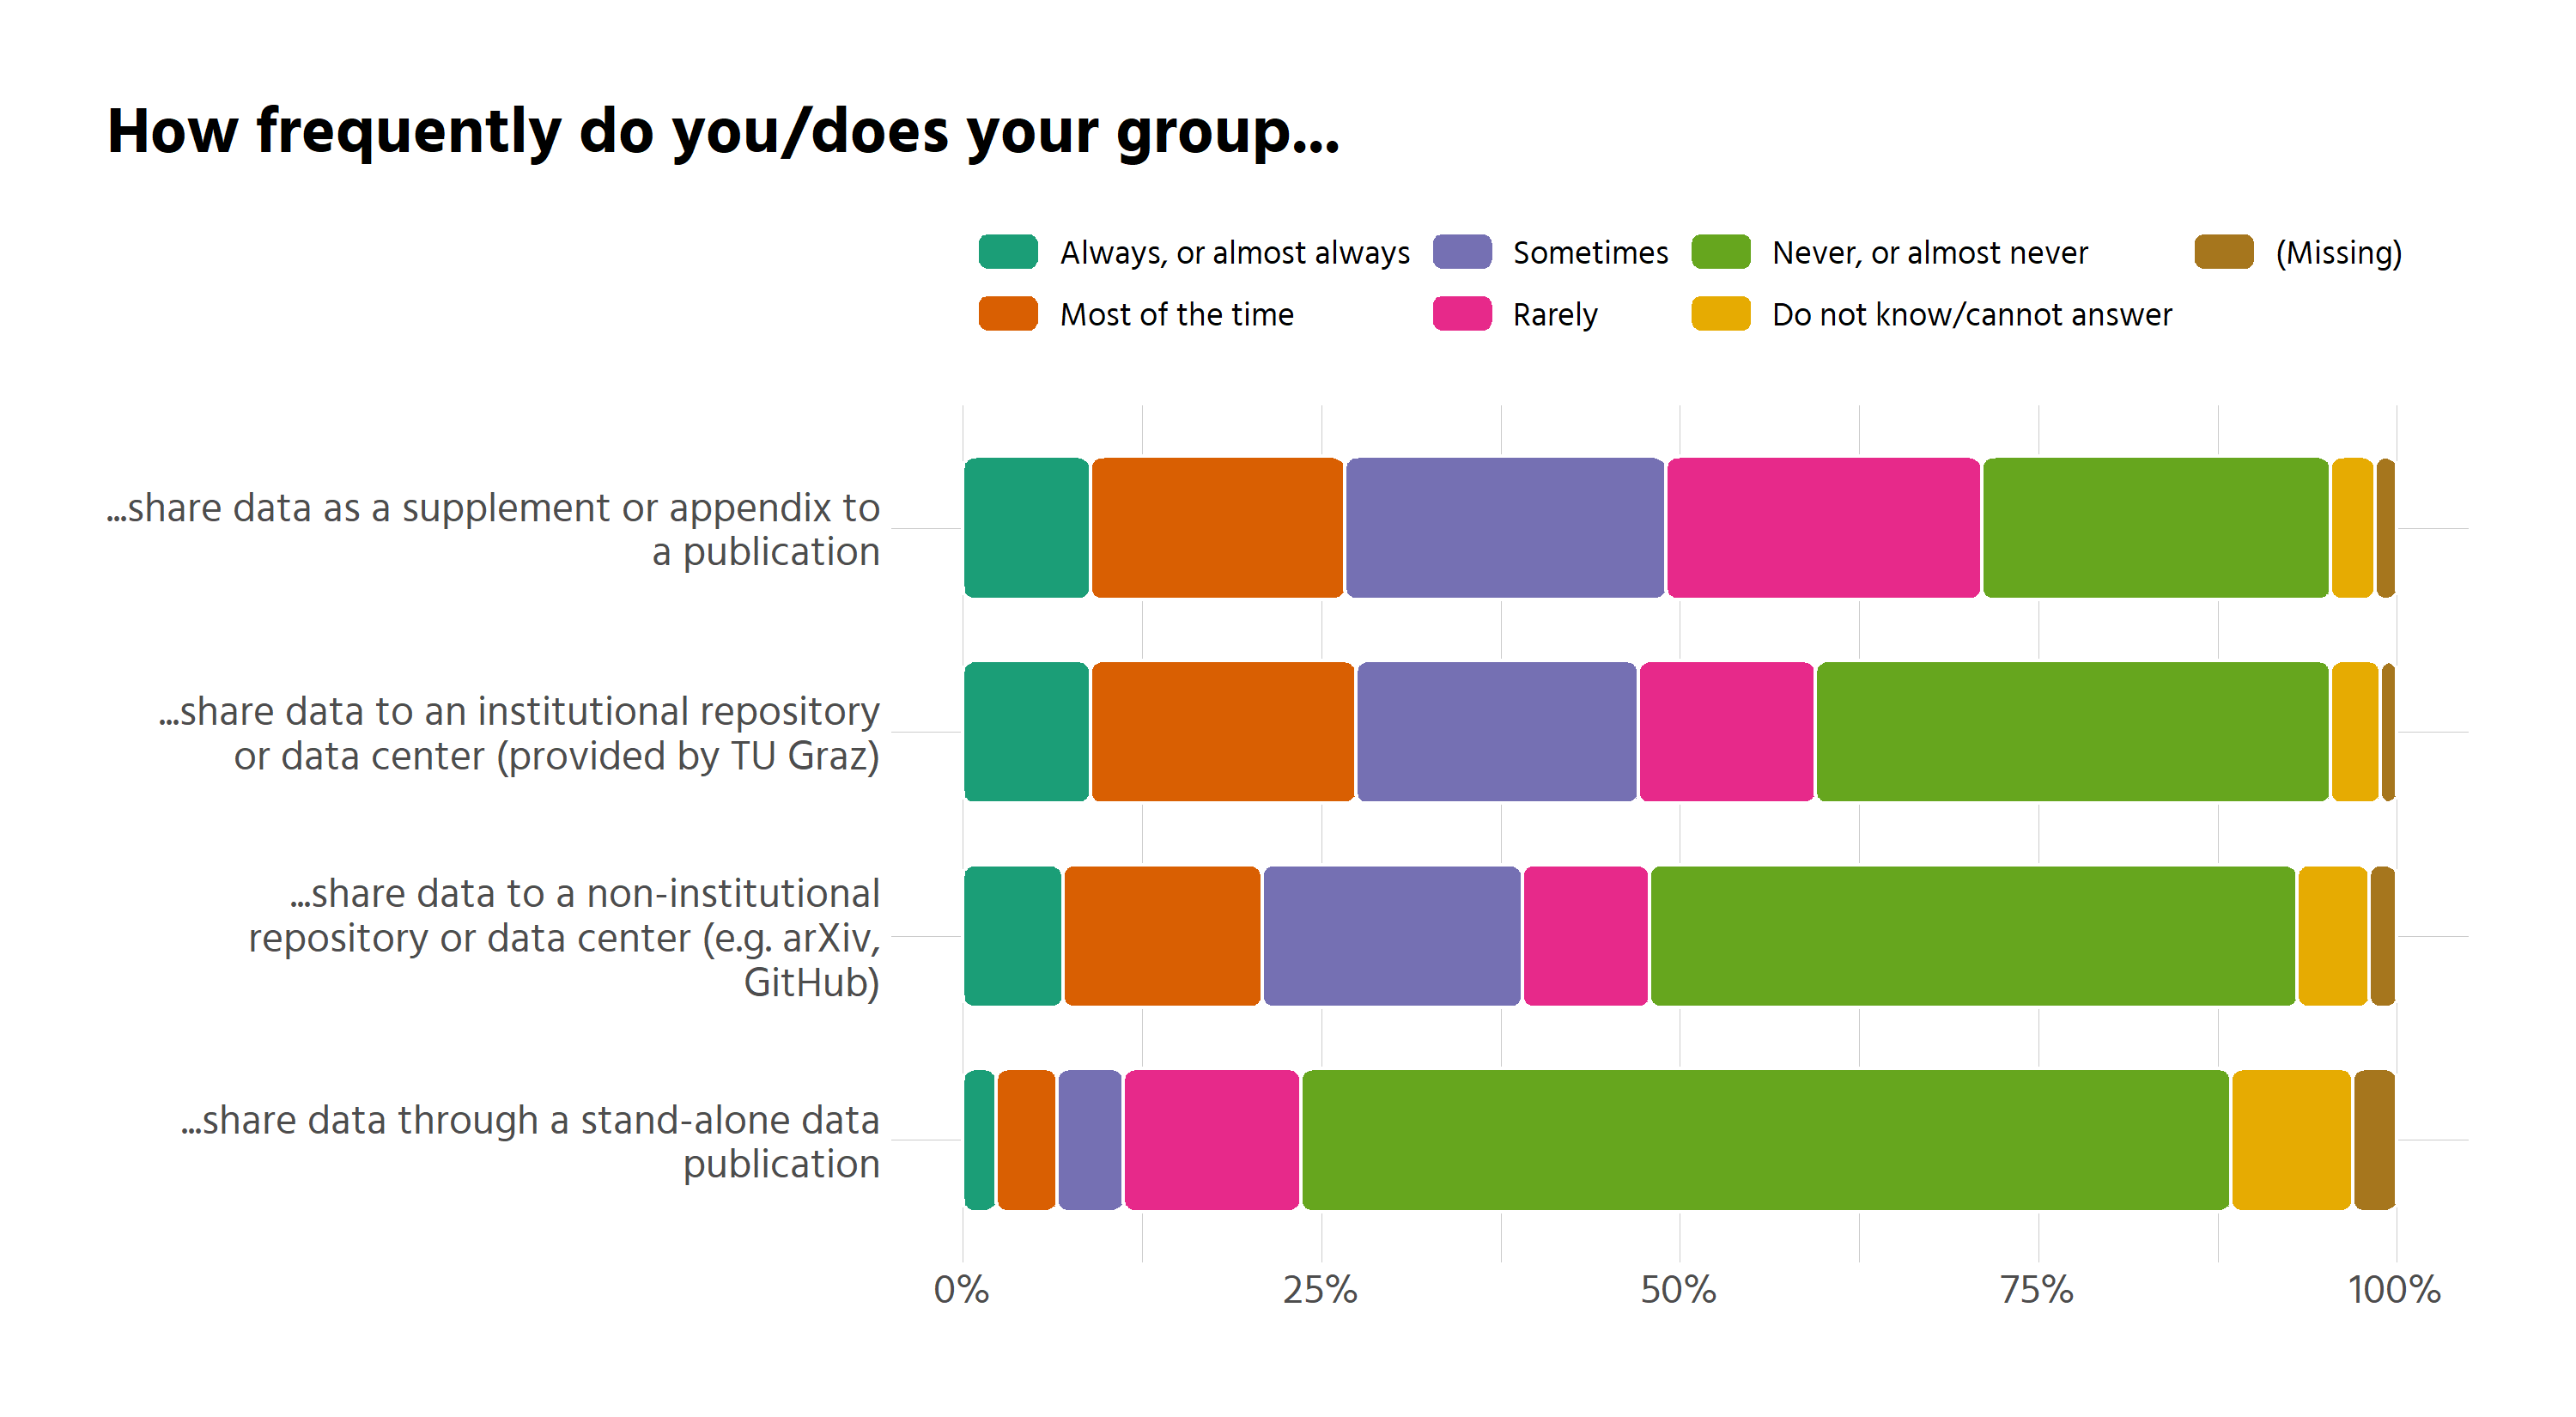 How frequently do you/does your group...
Always, or almost always
Sometimes
Never, or almost never
(Missing)
Most of the time
Rarely
Do not know/cannot answer
...share data as a supplement or appendix to
a publication
...share data to an institutional repository
or data center (provided by TU Graz)
...share data to a non-institutional
repository or data center (e.g. arXiv,
GitHub)
...share data through a stand-alone data
publication
0%
25%
50%
75%
100%